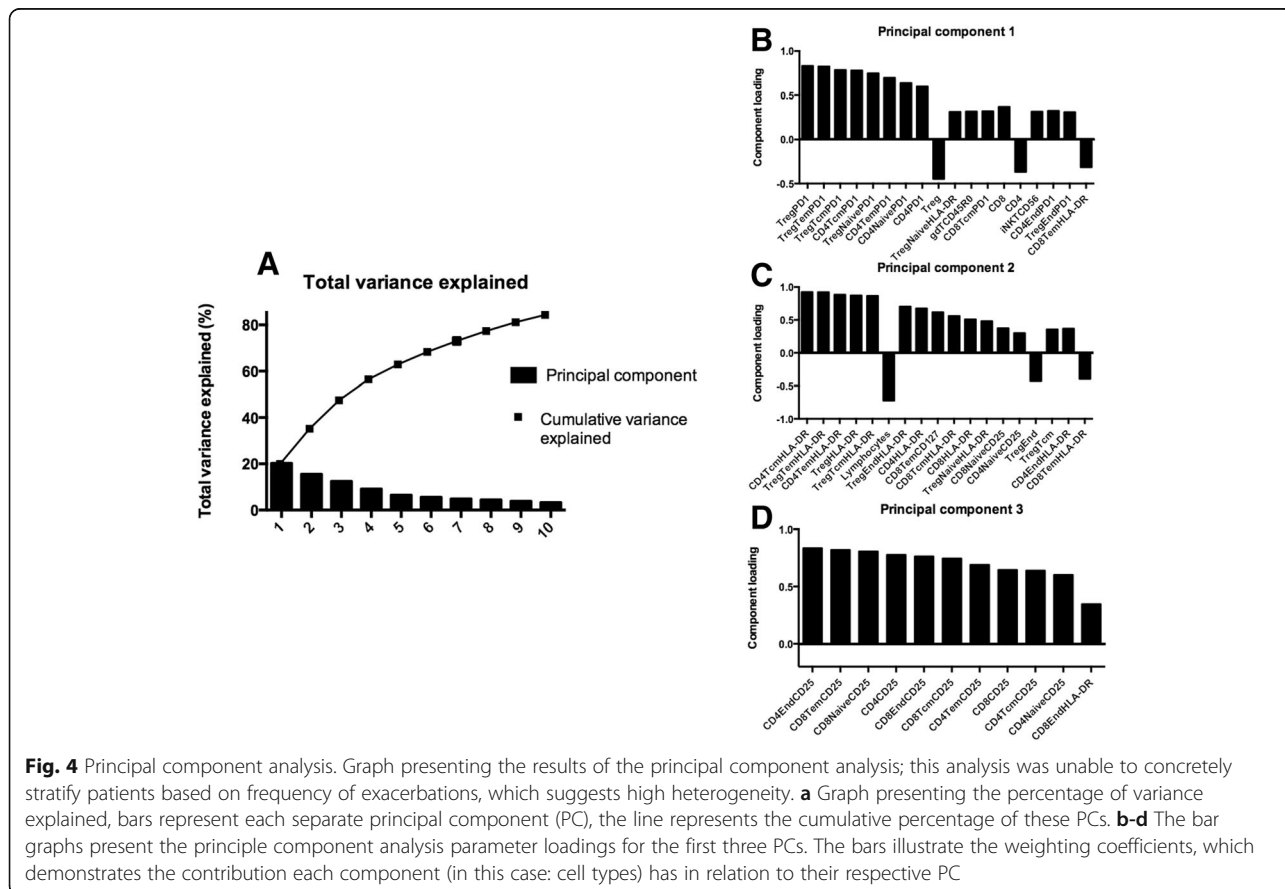 A
Total variance explained
Total variance explained (%)
80
60
40
20
0
Principal component
Cumulative variance
explained
1
2
3
4
5
6
7
8
9
10
B
Principal component 1
Component loading
1.0
0.5
0.0
-0.5
TregPD1
TregTemPD1
TregTcmPD1
CD4TcmPD1
TregNaivePD1
CD4TemPD1
CD4NaivePD1
CD4PD1
Treg
TregNaiveHLA-DR
gdTCD45R0
CD8TcmPD1
CD8
CD4
iNKTCD56
CD4EndPD1
TregEndPD1
CD8TemHLA-DR
C
Principal component 2
Component loading
1.0
0.5
0.0
-0.5
-1.0
CD4TcmHLA-DR
TregTemHLA-DR
CD4TemHLA-DR
TregHLA-DR
TregTcmHLA-DR
Lymphocytes
TregEndHLA-DR
CD4HLA-DR
CD8TemCD127
CD8TcmHLA-DR
CD8HLA-DR
TregNaiveHLA-DR
CD8NaiveCD25
CD4NaiveCD25
TregEnd
TregTcm
CD4EndHLA-DR
CD8TemHLA-DR
D
Principal component 3
Component loading
1.0
0.5
0.0
CD4EndCD25
CD8TemCD25
CD8NaiveCD25
CD4CD25
CD8EndCD25
CD8TcmCD25
CD4TemCD25
CD8CD25
CD4TcmCD25
CD4NaiveCD25
CD8EndHLA-DR
Fig. 4 Principal component analysis. Graph presenting the results of the principal component analysis; this analysis was unable to concretely
stratify patients based on frequency of exacerbations, which suggests high heterogeneity. a Graph presenting the percentage of variance
explained, bars represent each separate principal component (PC), the line represents the cumulative percentage of these PCs. b-d The bar
graphs present the principle component analysis parameter loadings for the first three PCs. The bars illustrate the weighting coefficients, which
demonstrates the contribution each component (in this case: cell types) has in relation to their respective PC